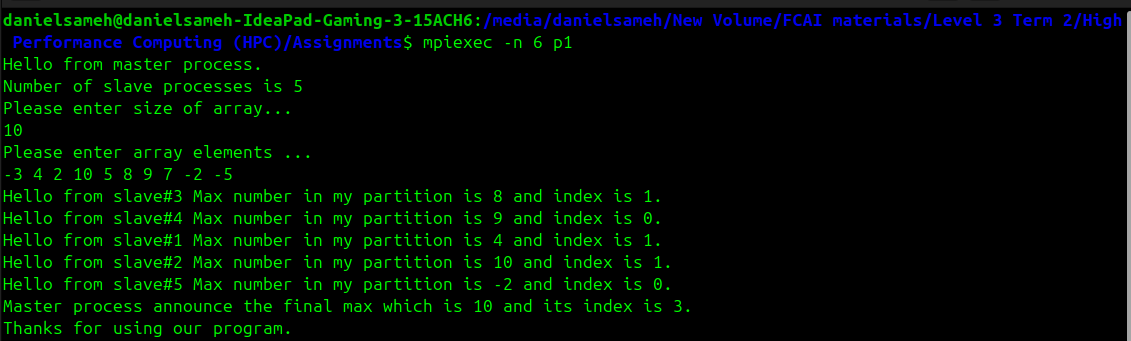 danielsameh@danielsameh-IdeaPad-Gaming-3-15ACH6:/media/danielsameh/New Volume/FCAI materials/Level 3 Term 2/High
Performance Computing (HPC)/Assignments$ mpiexec -n 6 p1
Hello from master process.
Number of slave processes is 5
Please enter size of array...
10
Please enter array elements ...
-3 4 2 10 5 8 9 7 -2 -5
Hello from slave#3 Max number in my partition is 8 and index is 1.
Hello from slave#4 Max number in my partition is 9 and index is 0.
Hello from slave#1 Max number in my partition is 4 and index is 1.
Hello from slave#2 Max number in my partition is 10 and index is 1.
Hello from slave#5 Max number in my partition is -2 and index is 0.
Master process announce the final max which is 10 and its index is 3.
Thanks for using our program.